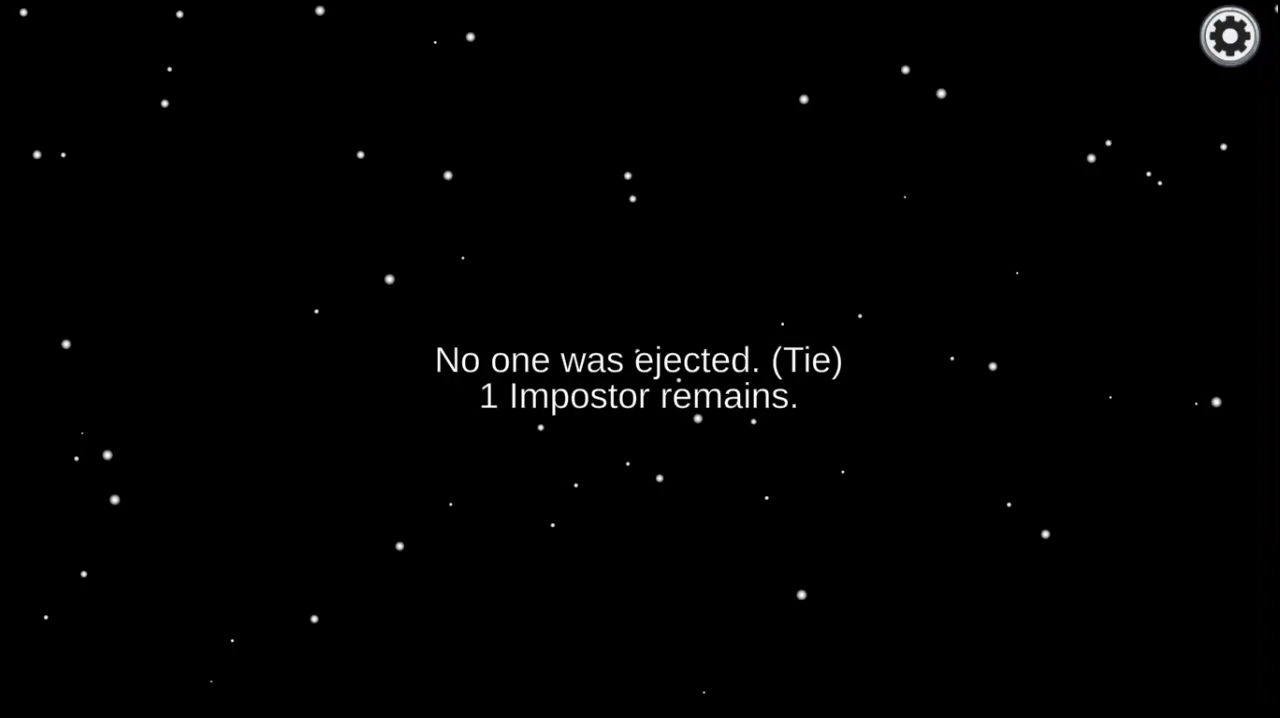 No one was ejected. (Tie)
1 Impostor remains.